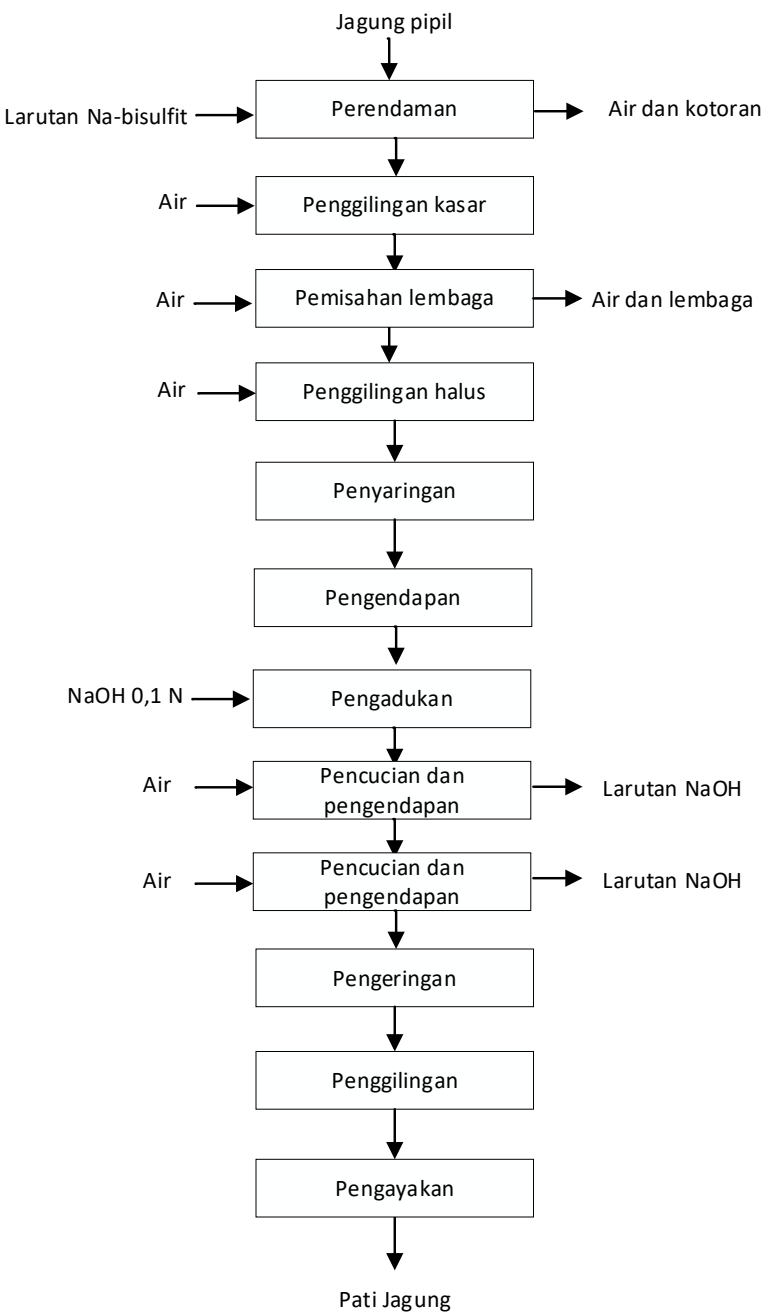 Jagung pipil
Larutan Na-bisulfit
Perendaman
Air dan kotoran
Air
Penggilingan kasar
Air
Pemisahan lembaga
Air dan lembaga
Air
Penggilingan halus
Penyaringan
Pengendapan
NaOH 0,1 N
Pengadukan
Air
Pencucian dan
pengendapan
Larutan NaOH
Air
Pencucian dan
pengendapan
Larutan NaOH
Pengeringan
Penggilingan
Pengayakan
Pati Jagung